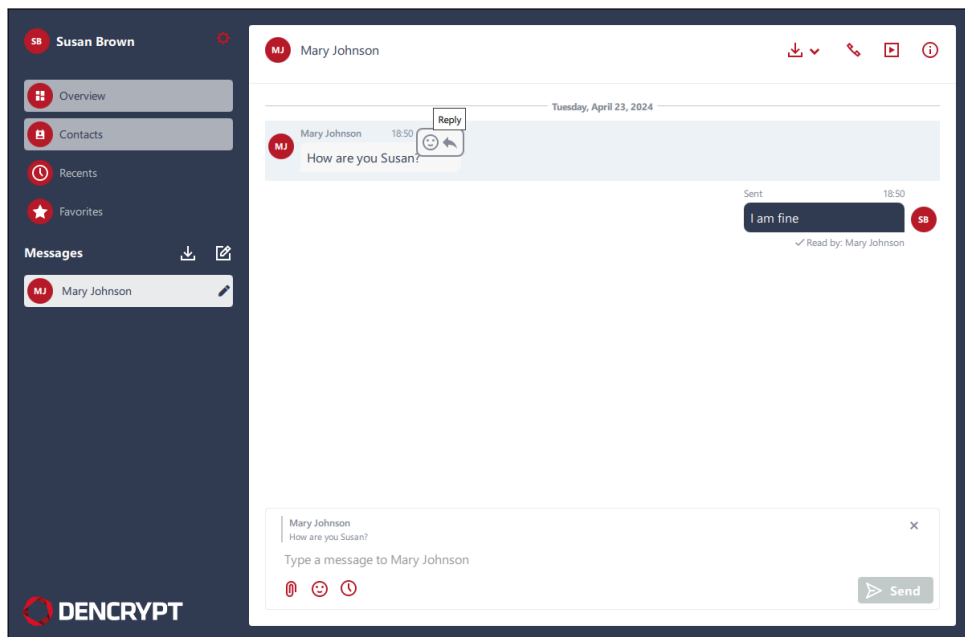 SB Susan Brown
Overview
Contacts
Recents
Favorites
Messages
MJ Mary Johnson
DENCRYPT
MJ Mary Johnson
Tuesday, April 23, 2024
Reply
Mary Johnson 18:50
MJ How are you Susan?
Sent 18:50
I am fine SB
Read by: Mary Johnson
Mary Johnson
How are you Susan?
Type a message to Mary Johnson
Send